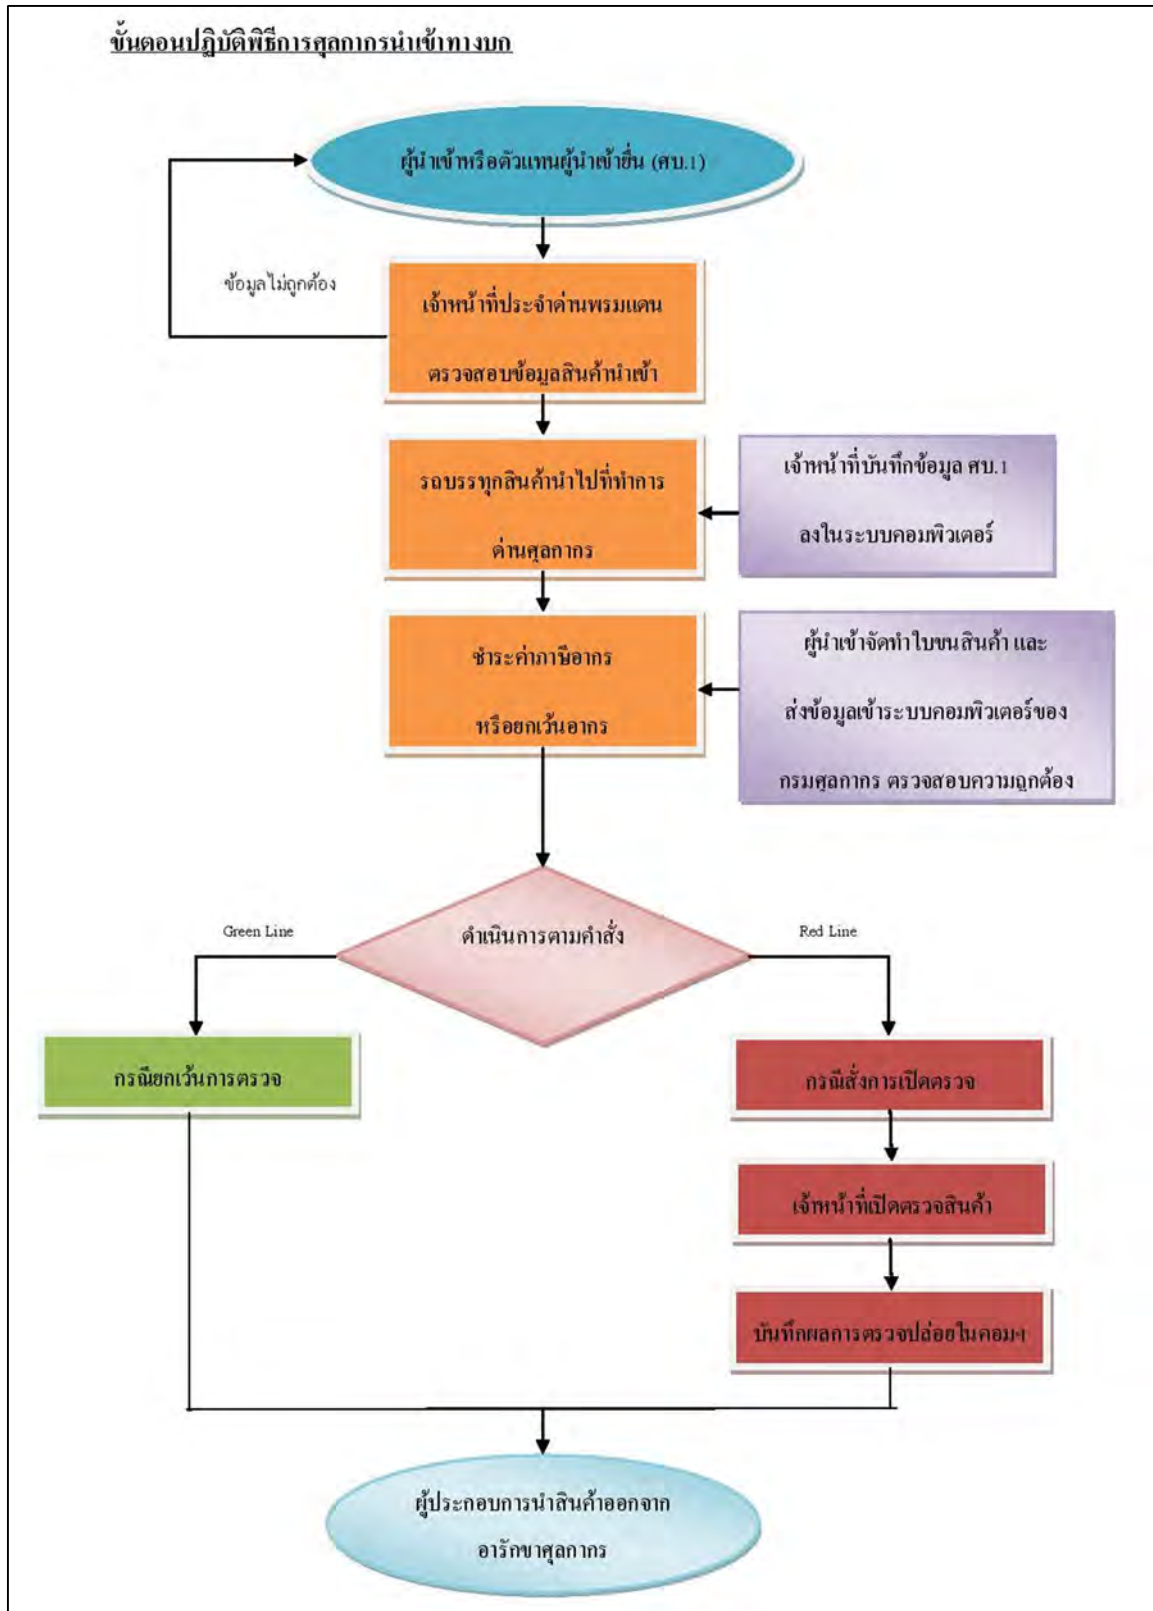 ขั้นตอนปฏิบัติพิธีการศุลกากรนำเข้าทางบก
ผู้นำเข้าหรือตัวแทนผู้นำเข้ายื่น (ศบ.1)
ข้อมูลไม่ถูกต้อง
เจ้าหน้าที่ประจำด่านพรมแดน
ตรวจสอบข้อมูลสินค้านำเข้า
รถบรรทุกสินค้านำไปที่ทำการ
ด่านศุลกากร
เจ้าหน้าที่บันทึกข้อมูล ศบ.1
ลงในระบบคอมพิวเตอร์
ชำระค่าภาษีอากร
หรือยกเว้นอากร
ผู้นำเข้าจัดทำใบขนสินค้า และ
ส่งข้อมูลเข้าระบบคอมพิวเตอร์ของ
กรมศุลกากร ตรวจสอบความถูกต้อง
Green Line
ดำเนินการตามคำสั่ง
Red Line
กรณียกเว้นการตรวจ
กรณีสั่งการเปิดตรวจ
เจ้าหน้าที่เปิดตรวจสินค้า
บันทึกผลการตรวจปล่อยในคอมฯ
ผู้ประกอบการนำสินค้าออกจาก
อารักขาศุลกากร